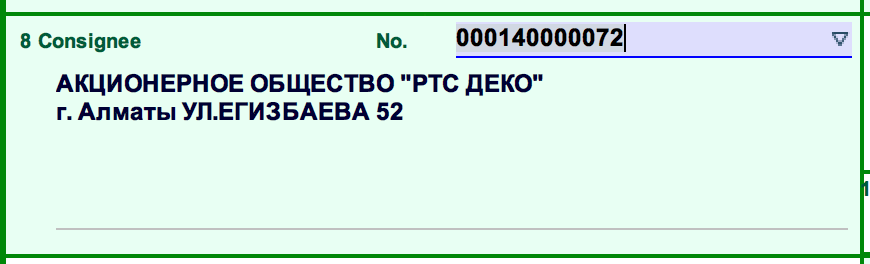 8 Consignee No. 000140000072
АКЦИОНЕРНОЕ ОБЩЕСТВО "РТС ДЕКО"
г. Алматы УЛ.ЕГИЗБАЕВА 52